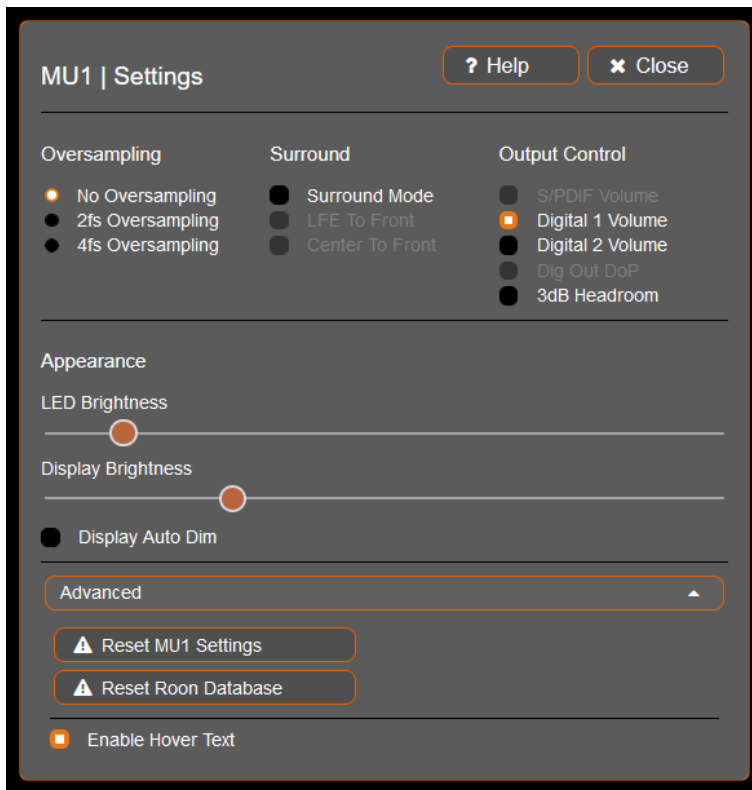 MU1 | Settings
? Help
✖ Close
Oversampling
No Oversampling
2fs Oversampling
4fs Oversampling
Surround
Surround Mode
LFE To Front
Center To Front
Output Control
S/PDIF Volume
Digital 1 Volume
Digital 2 Volume
Dig Out DoP
3dB Headroom
Appearance
LED Brightness
Display Brightness
Display Auto Dim
Advanced
Reset MU1 Settings
Reset Roon Database
Enable Hover Text